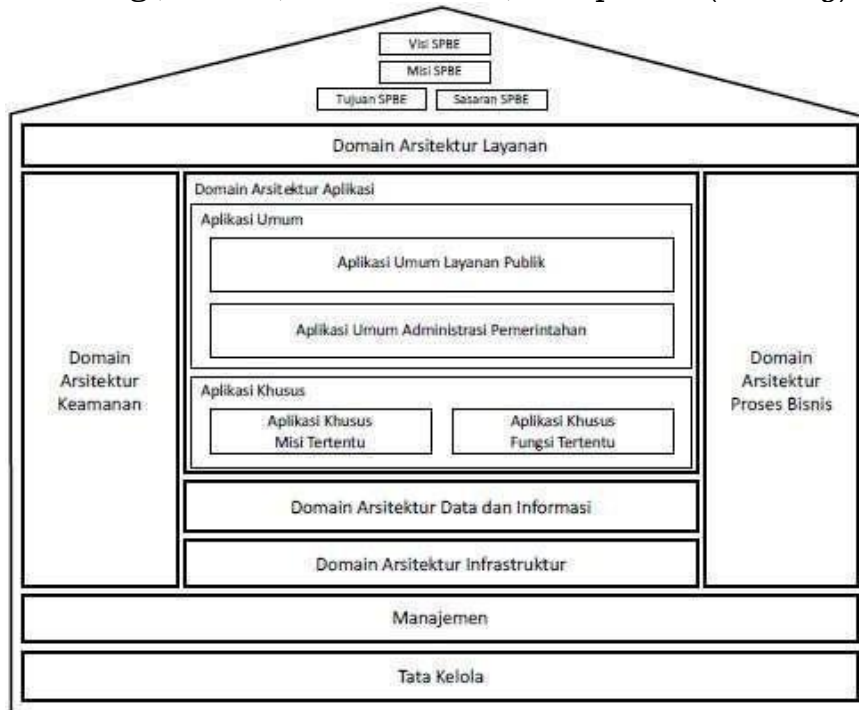 Visi SPBE
Misi SPBE
Tujuan SPBE
Sasaran SPBE
Domain Arsitektur Layanan
Domain Arsitektur Aplikasi
Aplikasi Umum
Aplikasi Umum Layanan Publik
Aplikasi Umum Administrasi Pemerintahan
Domain
Arsitektur
Keamanan
Domain
Arsitektur
Proses Bisnis
Aplikasi Khusus
Aplikasi Khusus
Misi Tertentu
Aplikasi Khusus
Fungsi Tertentu
Domain Arsitektur Data dan Informasi
Domain Arsitektur Infrastruktur
Manajemen
Tata Kelola